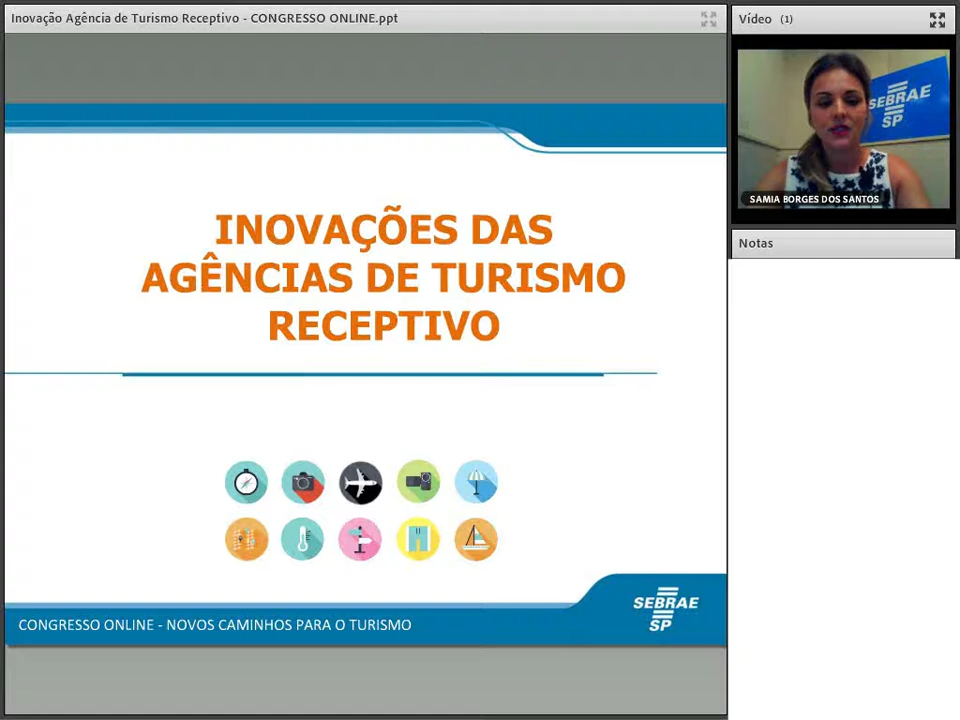 Inovação Agência de Turismo Receptivo - CONGRESSO ONLINE.ppt
Vídeo (1)
SEBRAE
SP
SAMIA BORGES DOS SANTOS
Notas
INOVAÇÕES DAS
AGÊNCIAS DE TURISMO
RECEPTIVO
CONGRESSO ONLINE - NOVOS CAMINHOS PARA O TURISMO
SEBRAE
SP